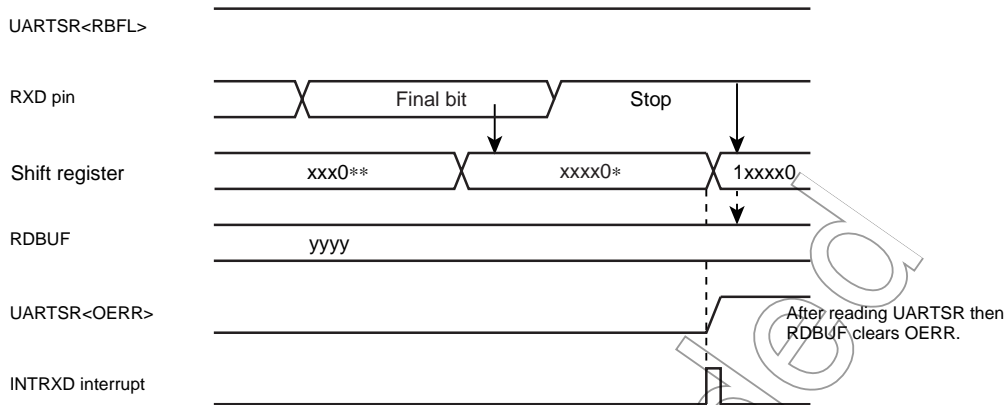 UARTSR<RBFL>
RXD pin
Final bit
Stop
Shift register
xxx0**
xxxx0*
1xxxx0
RDBUF
yyyy
UARTSR<OERR>
After reading UARTSR then
RDBUF clears OERR.
INTRXD interrupt